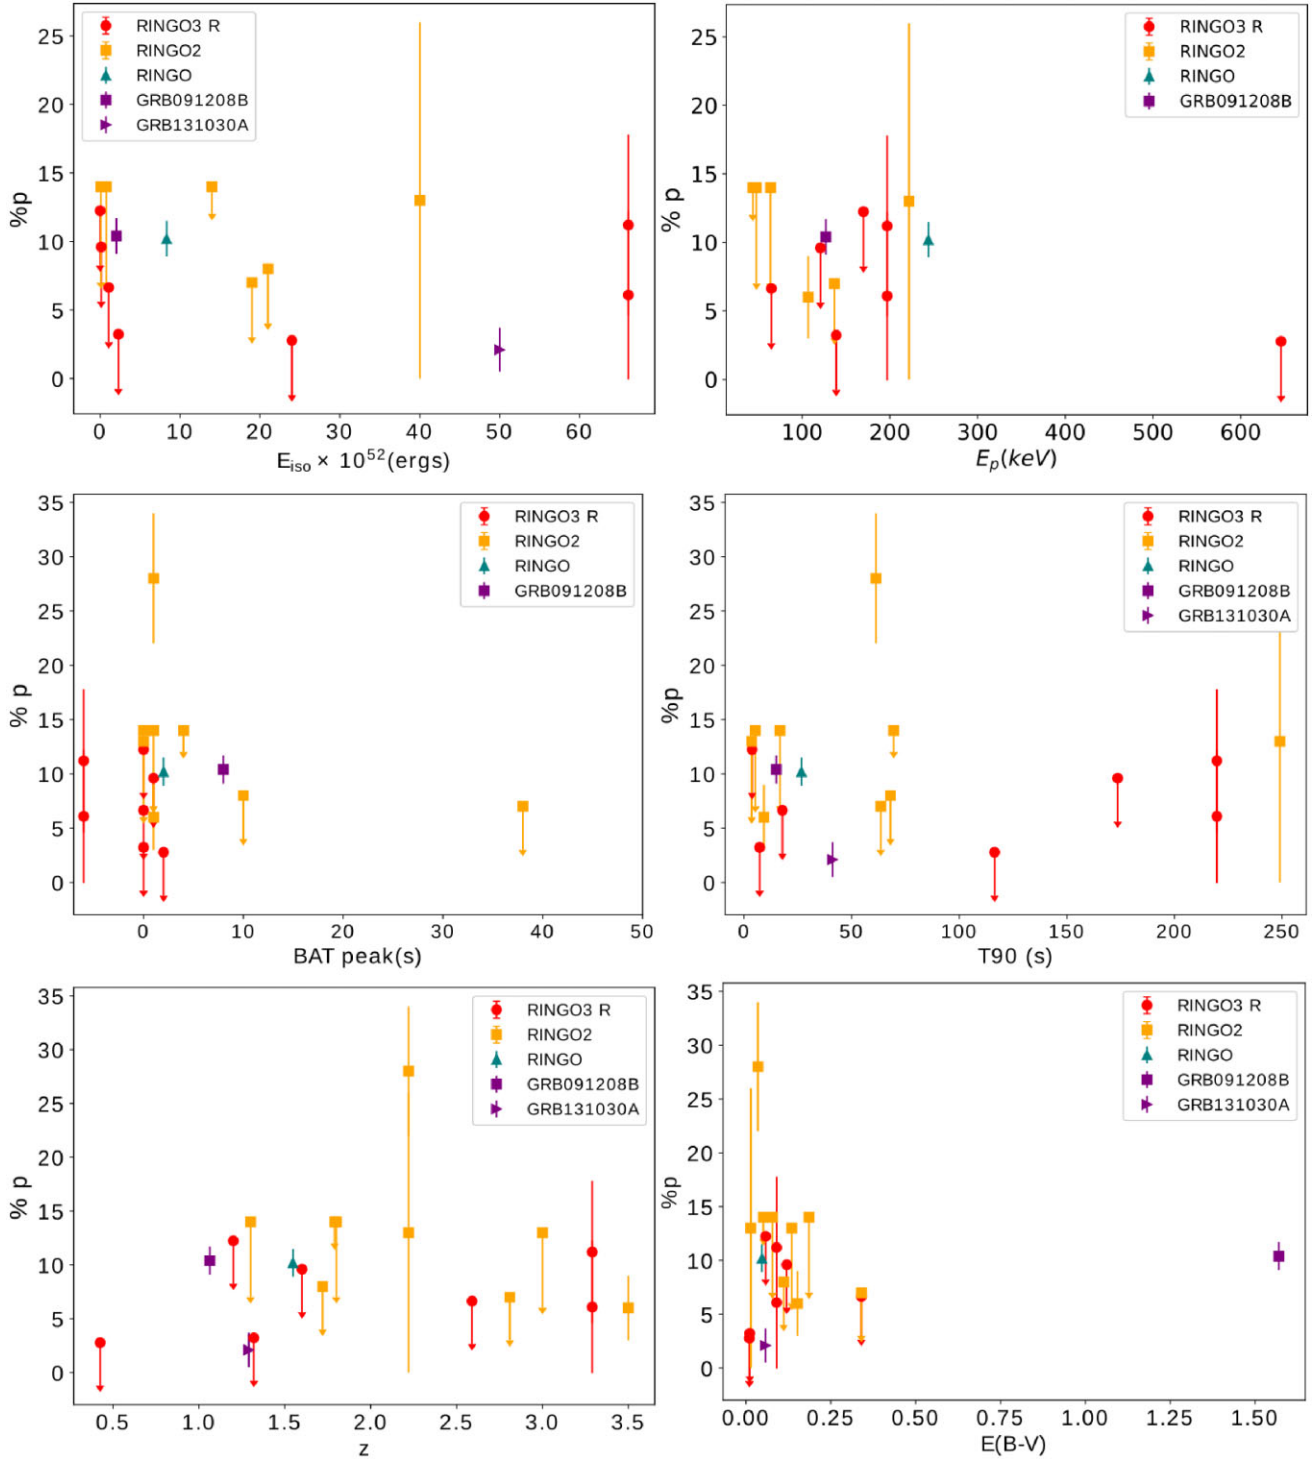 RINGO3 R
RINGO2
RINGO
GRB091208B
GRB131030A
25
20
15
10
5
0
%p
0 10 20 30 40 50 60
E_iso × 10^52(ergs)
RINGO3 R
RINGO2
RINGO
GRB091208B
25
20
15
10
5
0
% p
100 200 300 400 500 600
E_p(keV)
RINGO3 R
RINGO2
RINGO
GRB091208B
35
30
25
20
15
10
5
0
% p
0 10 20 30 40 50
BAT peak(s)
RINGO3 R
RINGO2
RINGO
GRB091208B
GRB131030A
35
30
25
20
15
10
5
0
%p
0 50 100 150 200 250
T90 (s)
RINGO3 R
RINGO2
RINGO
GRB091208B
GRB131030A
35
30
25
20
15
10
5
0
% p
0.5 1.0 1.5 2.0 2.5 3.0 3.5
z
RINGO3 R
RINGO2
RINGO
GRB091208B
GRB131030A
35
30
25
20
15
10
5
0
%p
0.00 0.25 0.50 0.75 1.00 1.25 1.50
E(B-V)